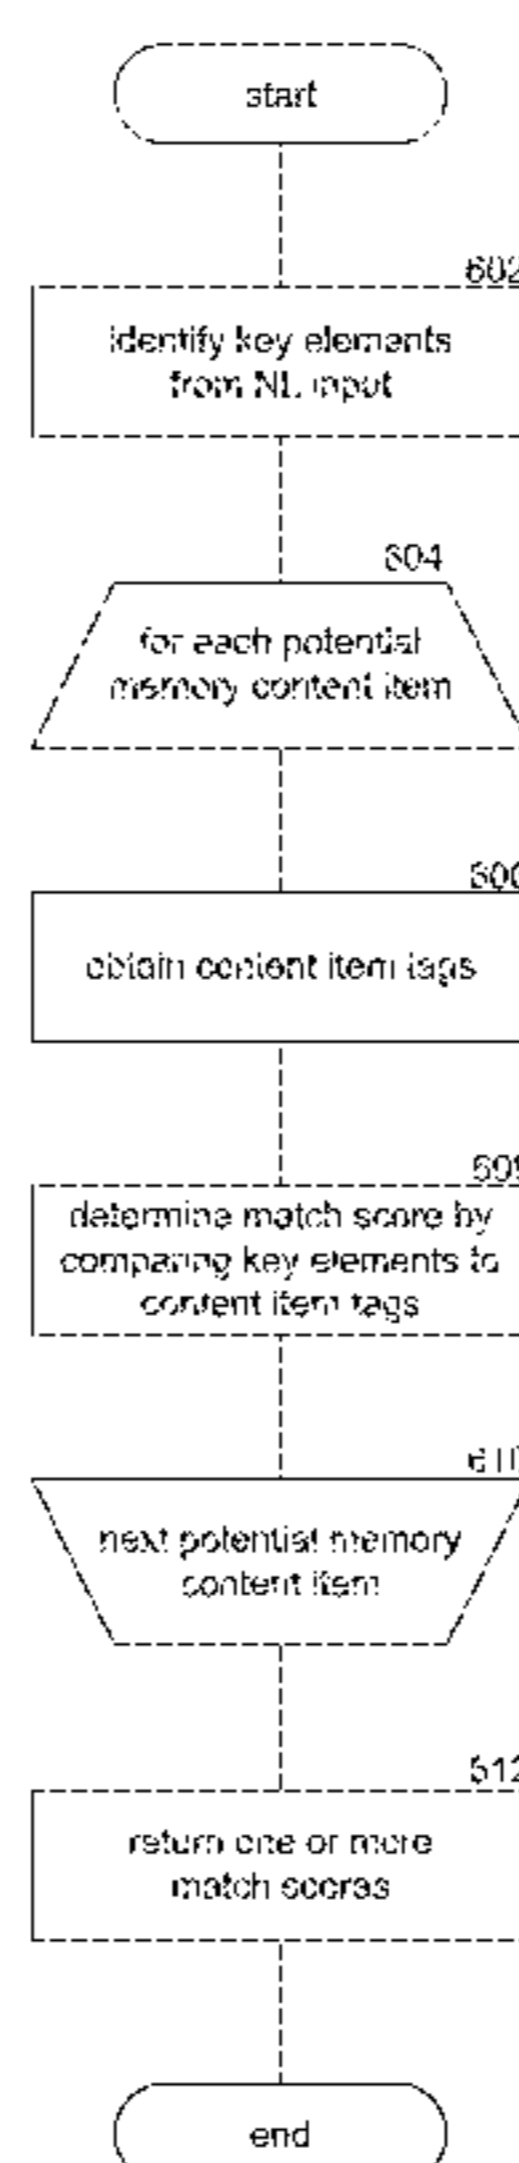 start
602
identify key elements
from NL input
604
for each potential
memory content item
606
obtain content item tags
determine match score by
comparing key elements to
content item tags
610
next potential memory
content item
612
return one or more
match scores
end